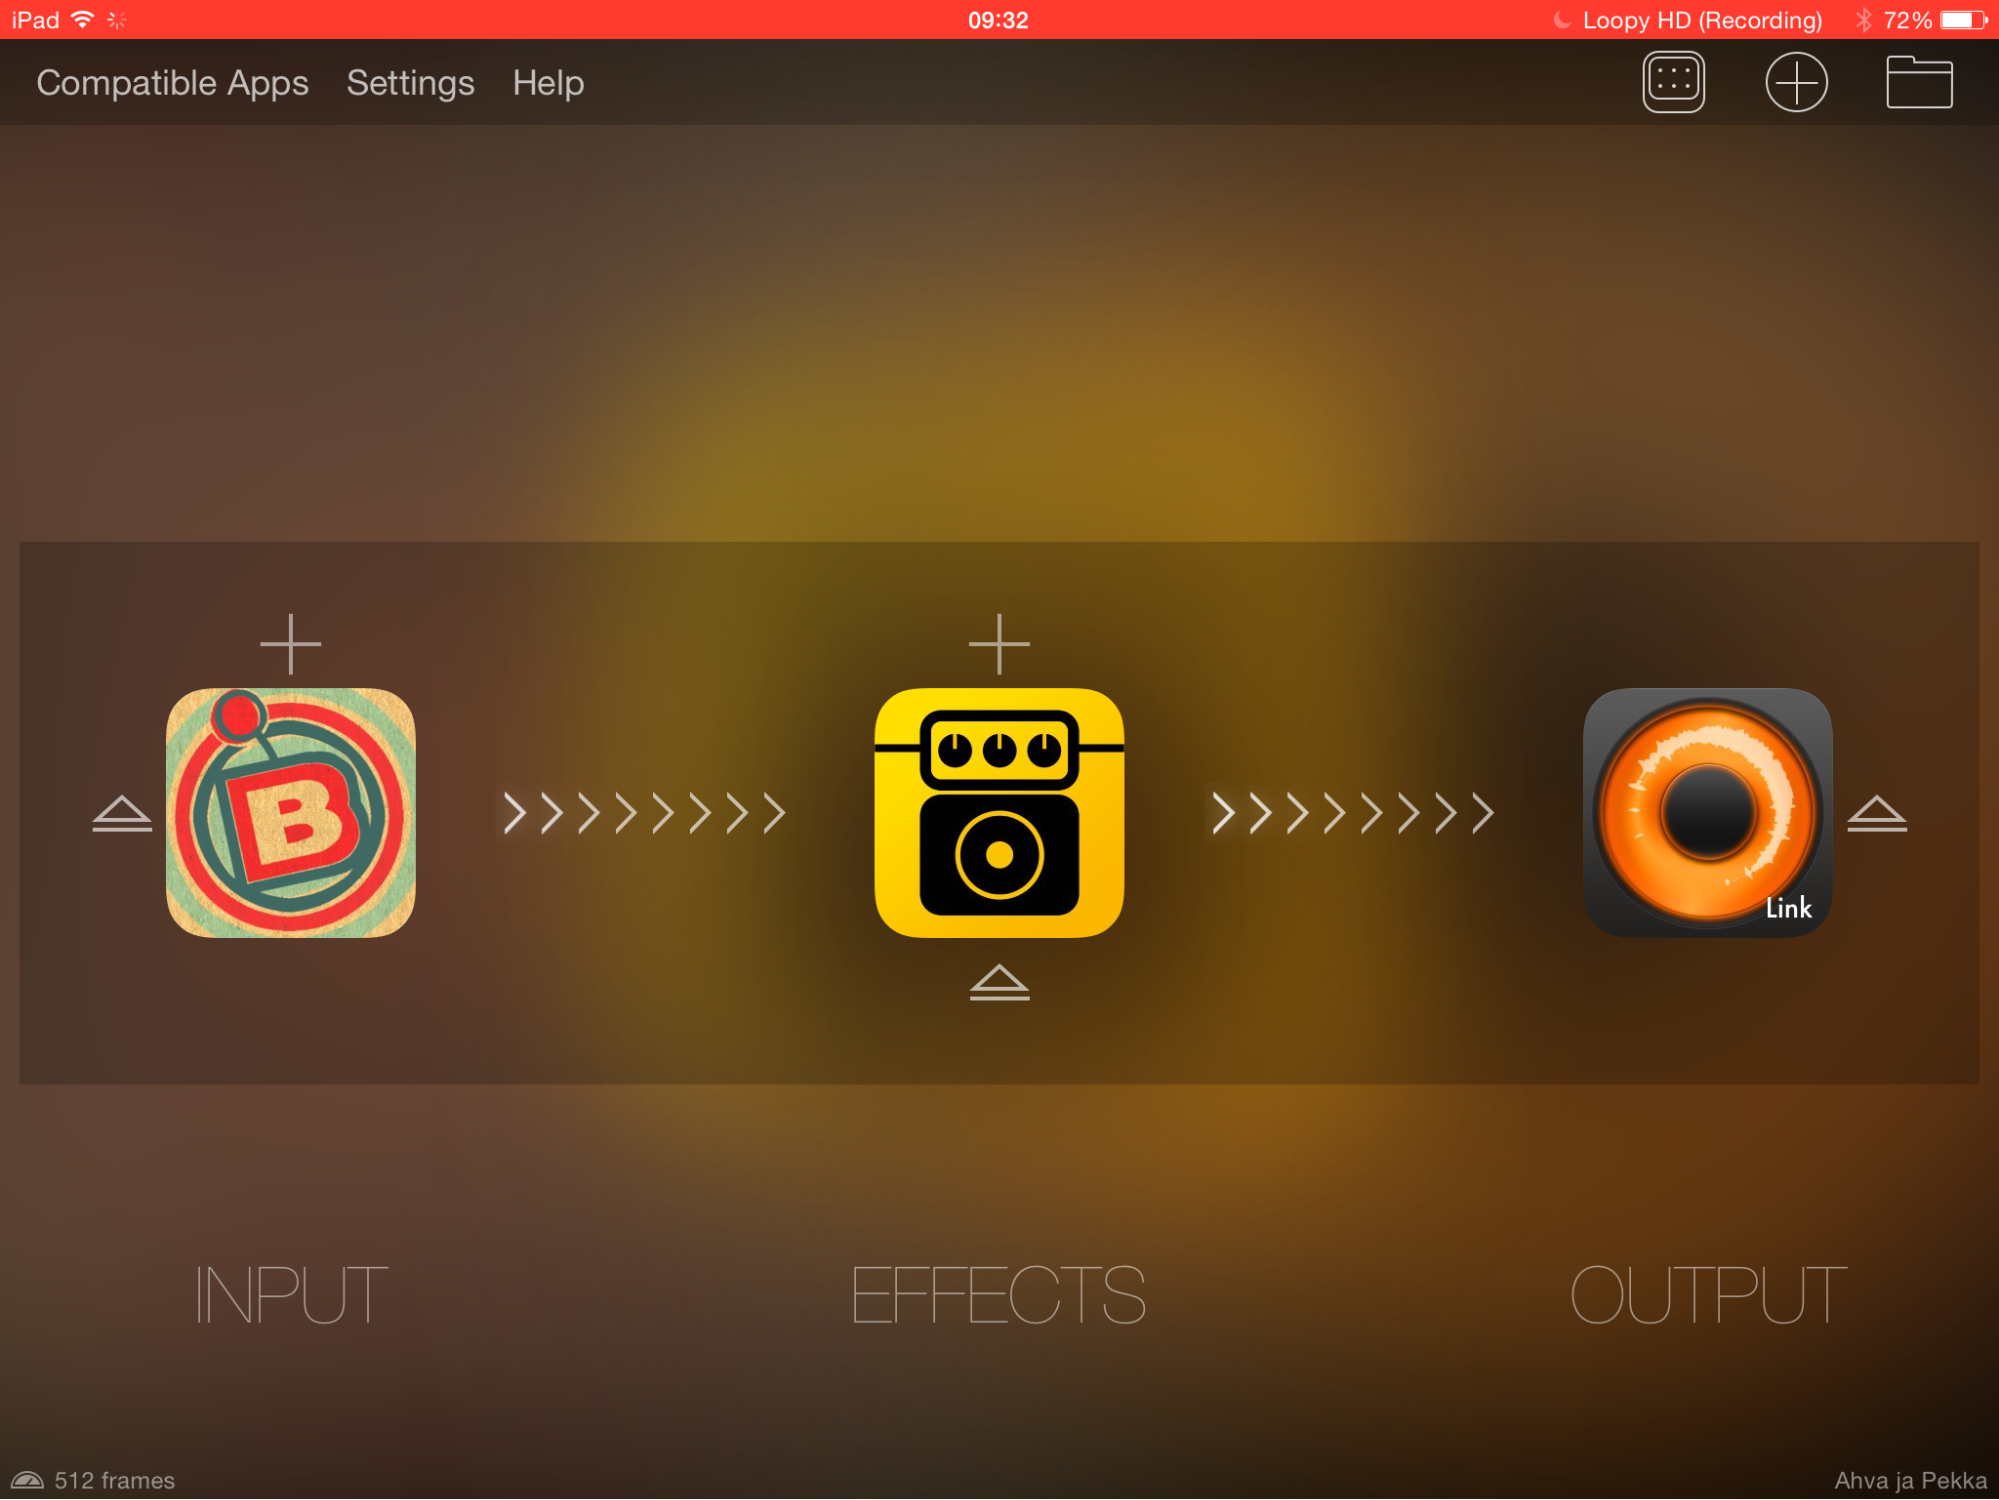 iPad
09:32
Loopy HD (Recording)
72%
Compatible Apps
Settings
Help
B
Link
INPUT
EFFECTS
OUTPUT
512 frames
Ahva ja Pekka